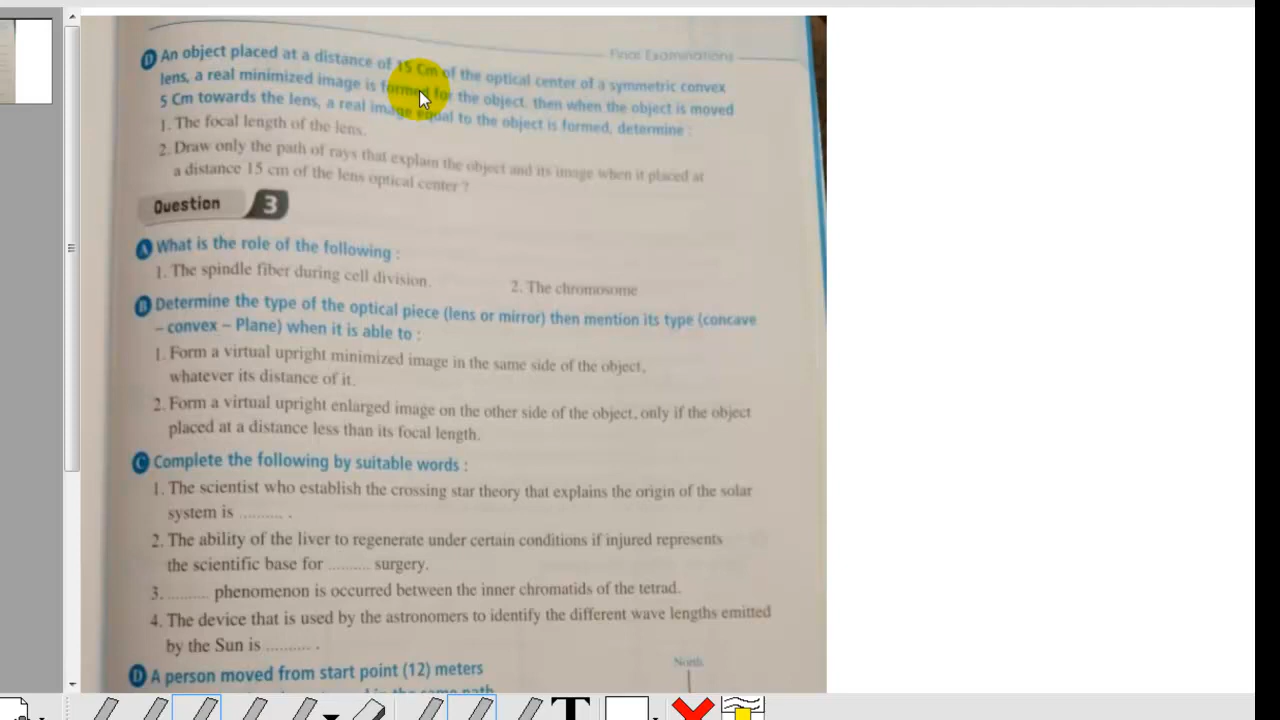 Final Examinations
D An object placed at a distance of 15 Cm of the optical center of a symmetric convex
lens, a real minimized image is formed for the object, then when the object is moved
5 Cm towards the lens, a real image equal to the object is formed, determine :
1. The focal length of the lens.
2. Draw only the path of rays that explain the object and its image when it placed at
a distance 15 cm of the lens optical center ?
Question 3
A What is the role of the following :
1. The spindle fiber during cell division.
2. The chromosome
B Determine the type of the optical piece (lens or mirror) then mention its type (concave
– convex – Plane) when it is able to :
1. Form a virtual upright minimized image in the same side of the object,
whatever its distance of it.
2. Form a virtual upright enlarged image on the other side of the object, only if the object
placed at a distance less than its focal length.
C Complete the following by suitable words :
1. The scientist who establish the crossing star theory that explains the origin of the solar
system is .......... .
2. The ability of the liver to regenerate under certain conditions if injured represents
the scientific base for .......... surgery.
3. .......... phenomenon is occurred between the inner chromatids of the tetrad.
4. The device that is used by the astronomers to identify the different wave lengths emitted
by the Sun is .......... .
D A person moved from start point (12) meters
North
in the same path
T